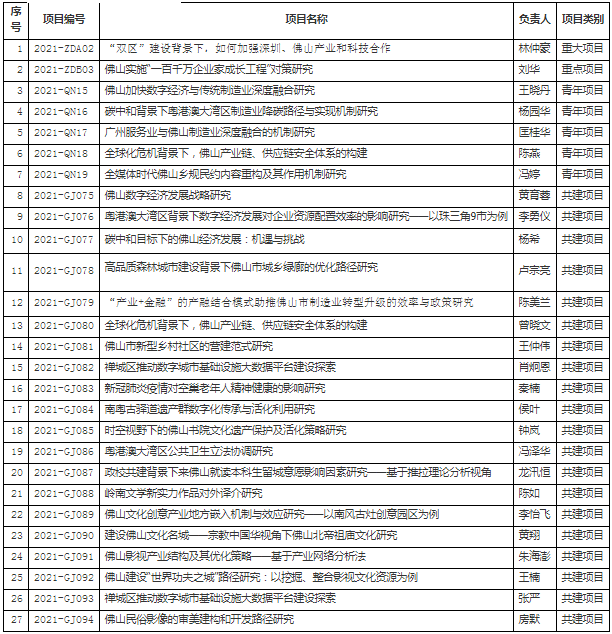 序号 项目编号 项目名称 负责人 项目类别
1 2021-ZDA02 “双区”建设背景下，如何加强深圳、佛山产业和科技合作 林仲豪 重大项目
2 2021-ZDB03 佛山实施"一百千万企业家成长工程"对策研究 刘华 重点项目
3 2021-QN15 佛山加快数字经济与传统制造业深度融合研究 王晓丹 青年项目
4 2021-QN16 碳中和背景下粤港澳大湾区制造业降碳路径与实现机制研究 杨园华 青年项目
5 2021-QN17 广州服务业与佛山制造业深度融合的机制研究 匡桂华 青年项目
6 2021-QN18 全球化危机背景下，佛山产业链、供应链安全体系的构建 陈燕 青年项目
7 2021-QN19 全媒体时代佛山乡规民约内容重构及其作用机制研究 冯婷 青年项目
8 2021-GJ075 佛山数字经济发展战略研究 黄育蓉 共建项目
9 2021-GJ076 粤港澳大湾区背景下数字经济发展对企业资源配置效率的影响研究——以珠三角9市为例 李勇仪 共建项目
10 2021-GJ077 碳中和目标下的佛山经济发展：机遇与挑战 杨希 共建项目
11 2021-GJ078 高品质森林城市建设背景下佛山市城乡绿廊的优化路径研究 卢宗亮 共建项目
12 2021-GJ079 “产业+金融”的产融结合模式助推佛山市制造业转型升级的效率与政策研究 陈美兰 共建项目
13 2021-GJ080 全球化危机背景下，佛山产业链、供应链安全体系的构建 曾晓文 共建项目
14 2021-GJ081 佛山市新型乡村社区的营建范式研究 王仲伟 共建项目
15 2021-GJ082 禅城区推动数字城市基础设施大数据平台建设探索 肖炯恩 共建项目
16 2021-GJ083 新冠肺炎疫情对空巢老年人精神健康的影响研究 秦楠 共建项目
17 2021-GJ084 南粤古驿道遗产群数字化传承与活化利用研究 侯叶 共建项目
18 2021-GJ085 时空视野下的佛山书院文化遗产保护及活化策略研究 钟岚 共建项目
19 2021-GJ086 粤港澳大湾区公共卫生立法协调研究 冯泽华 共建项目
20 2021-GJ087 政校共建背景下来佛山就读本科生留城意愿影响因素研究——基于推拉理论分析视角 龙汛恒 共建项目
21 2021-GJ088 岭南文学新实力作品对外译介研究 陈如 共建项目
22 2021-GJ089 佛山文化创意产业地方嵌入机制与效应研究——以南风古灶创意园区为例 李怡飞 共建项目
23 2021-GJ090 建设佛山文化名城——宗教中国华视角下佛山北帝祖庙文化研究 黄翔 共建项目
24 2021-GJ091 佛山影视产业结构及其优化策略——基于产业网络分析法 朱海澎 共建项目
25 2021-GJ092 佛山建设"世界功夫之城"路径研究：以挖掘、整合影视文化资源为例 王楠 共建项目
26 2021-GJ093 禅城区推动数字城市基础设施大数据平台建设探索 张严 共建项目
27 2021-GJ094 佛山民俗影像的审美建构和开发路径研究 房默 共建项目